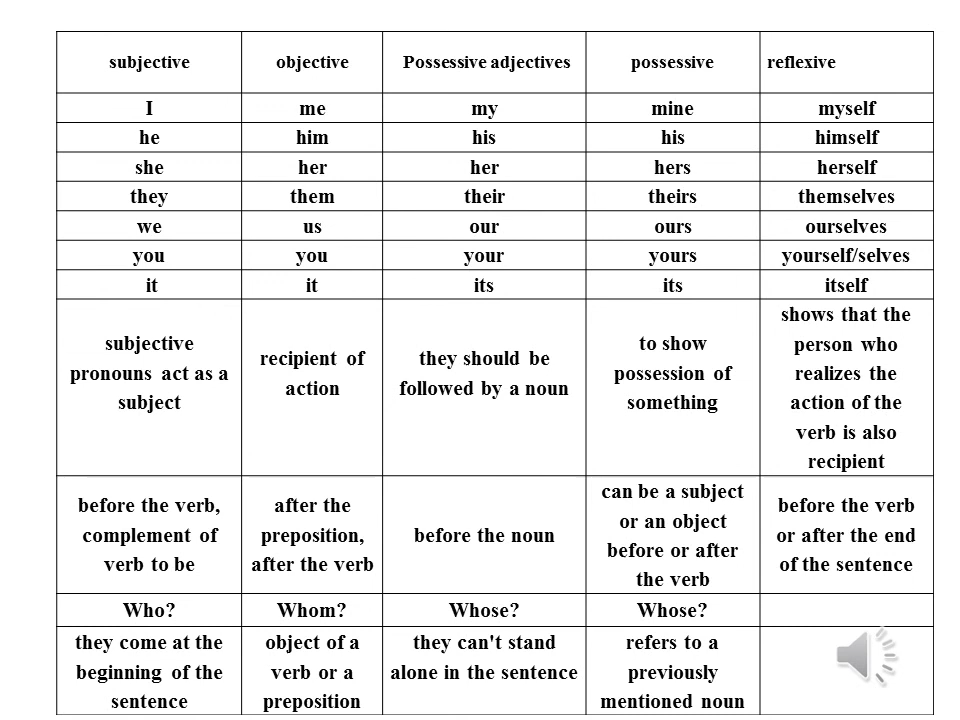 subjective objective Possessive adjectives possessive reflexive
I me my mine myself
he him his his himself
she her her hers herself
they them their theirs themselves
we us our ours ourselves
you you your yours yourself/selves
it it its its itself
subjective
pronouns act as a
subject
recipient of
action
they should be
followed by a noun
to show
possession of
something
shows that the
person who
realizes the
action of the
verb is also
recipient
before the verb,
complement of
verb to be
after the
preposition,
after the verb
before the noun
can be a subject
or an object
before or after
the verb
before the verb
or after the end
of the sentence
Who? Whom? Whose? Whose?
they come at the
beginning of the
sentence
object of a
verb or a
preposition
they can't stand
alone in the sentence
refers to a
previously
mentioned noun